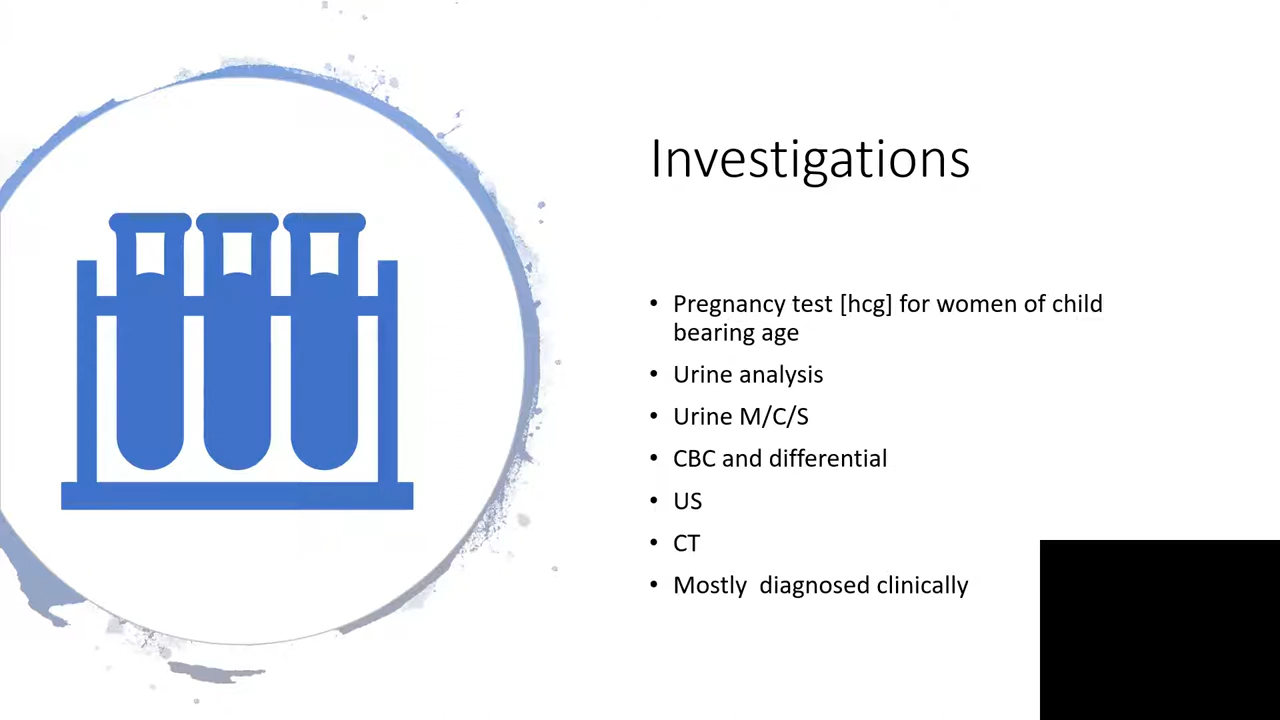 Investigations
• Pregnancy test [hcg] for women of child
bearing age
• Urine analysis
• Urine M/C/S
• CBC and differential
• US
• CT
• Mostly  diagnosed clinically